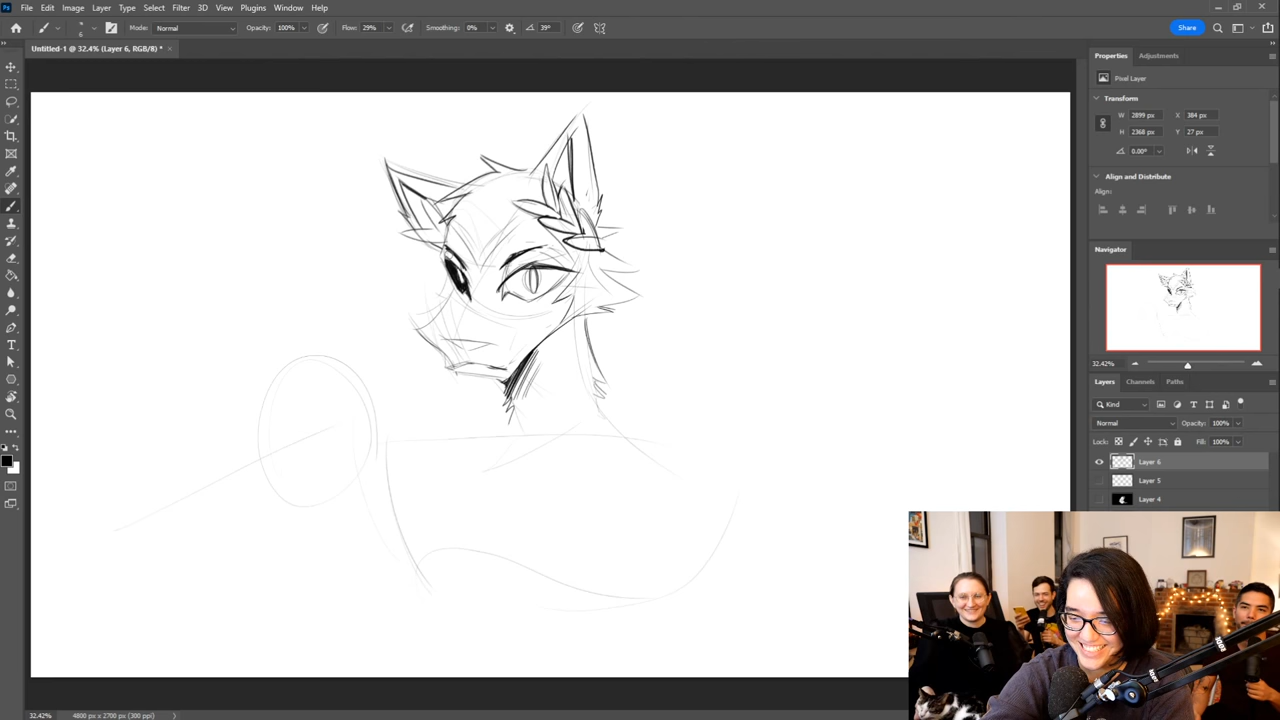 Ps File Edit Image Layer Type Select Filter 3D View Plugins Window Help
6 Mode: Normal Opacity: 100% Flow: 29% Smoothing: 0% 39° Share
Untitled-1 @ 32.4% (Layer 6, RGB/8) * ×
Properties Adjustments
Pixel Layer
Transform
W 2899 px X 384 px
H 2368 px Y 27 px
0.00°
Align and Distribute
Align:
Navigator
32.42%
Layers Channels Paths
Kind
Normal Opacity: 100%
Lock: Fill: 100%
Layer 6
Layer 5
Layer 4
32.42% 4800 px x 2700 px (300 ppi)